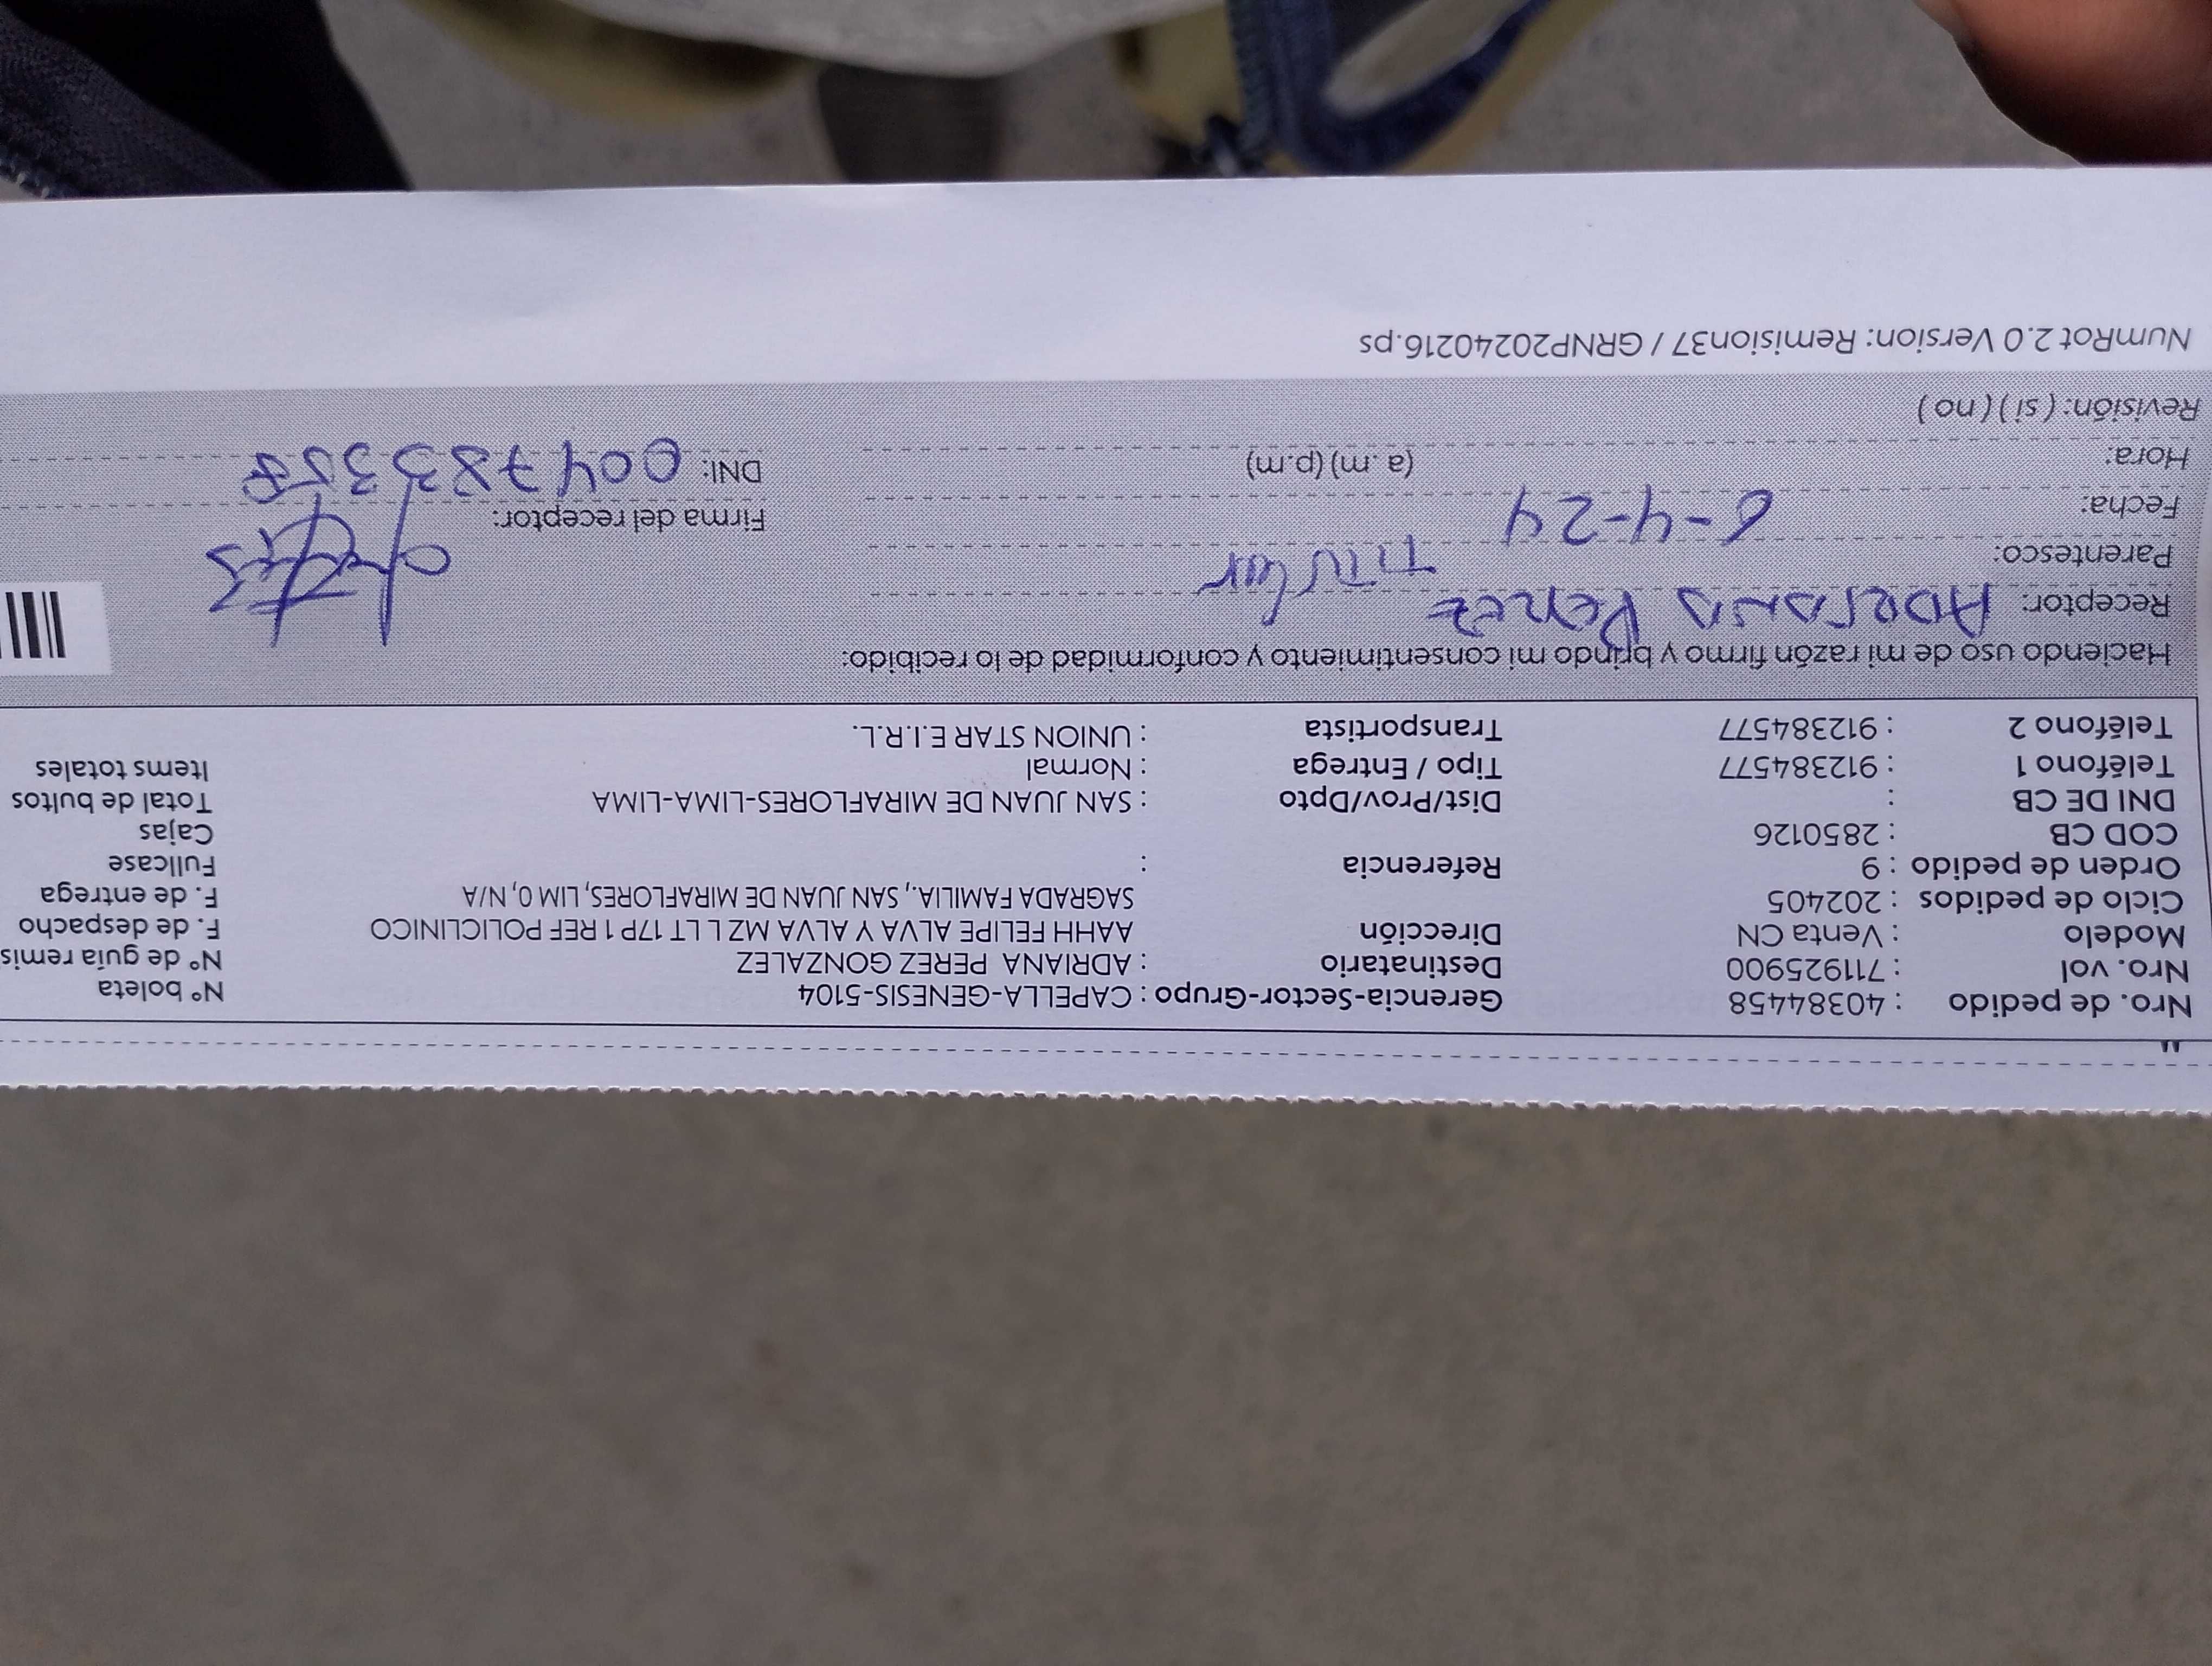 Nro. de pedido : 40384458 Gerencia-Sector-Grupo : CAPELLA-GENESIS-5104 N° boleta
Nro. vol : 711925900 Destinatario : ADRIANA PEREZ GONZALEZ N° de guía remis
Modelo : Venta CN Dirección AAHH FELIPE ALVA Y ALVA MZ L LT 17P 1 REF POLICLINICO F. de despacho
Ciclo de pedidos : 202405 SAGRADA FAMILIA., SAN JUAN DE MIRAFLORES, LIM 0, N/A F. de entrega
Orden de pedido : 9 Referencia : Fullcase
COD CB : 2850126 Cajas
DNI DE CB : Dist/Prov/Dpto : SAN JUAN DE MIRAFLORES-LIMA-LIMA Total de bultos
Teléfono 1 : 912384577 Tipo / Entrega : Normal Items totales
Teléfono 2 : 912384577 Transportista : UNION STAR E.I.R.L.
Haciendo uso de mi razón firmo y brindo mi consentimiento y conformidad de lo recibido:
Receptor: Adriana Perez
Parentesco: Titular
Fecha: 6-4-24 Firma del receptor:
Hora: (a .m) (p.m) DNI: 004783358
Revisión: ( si ) ( no )
NumRot 2.0 Version: Remision37 / GRNP20240216.ps